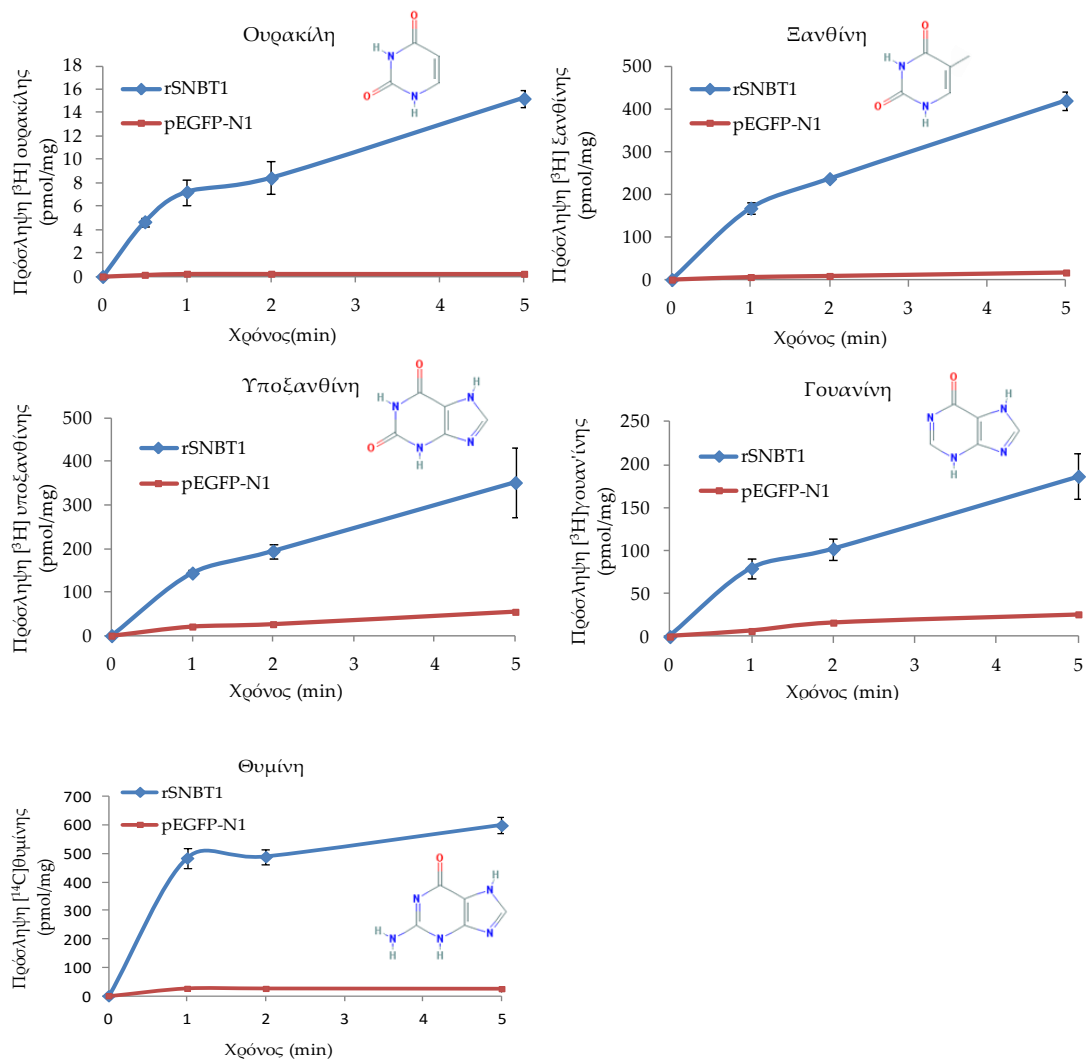 Ουρακίλη
Πρόσληψη [³H] ουρακίλης
(pmol/mg)
18
16
14
12
10
8
6
4
2
0
rSNBT1
pEGFP-N1
O
H
N
O
N
H
0 1 2 3 4 5
Χρόνος(min)
Ξανθίνη
Πρόσληψη [³H] ξανθίνης
(pmol/mg)
500
400
300
200
100
0
rSNBT1
pEGFP-N1
O
H
N
O
N
H
0 1 2 3 4 5
Χρόνος (min)
Υποξανθίνη
Πρόσληψη [³H] υποξανθίνης
(pmol/mg)
500
400
300
200
100
0
rSNBT1
pEGFP-N1
O
H
H
N
N
O
N
N
H
0 1 2 3 4 5
Χρόνος (min)
Γουανίνη
Πρόσληψη [³H]γουαν'ίνης
(pmol/mg)
250
200
150
100
50
0
rSNBT1
pEGFP-N1
O
H
N
N
N
N
H
0 1 2 3 4 5
Χρόνος (min)
Θυμίνη
Πρόσληψη [¹⁴C]θυμίνης
(pmol/mg)
700
600
500
400
300
200
100
0
rSNBT1
pEGFP-N1
O
H
N
N
H
N
N
N
H
H
0 1 2 3 4 5
Χρόνος (min)